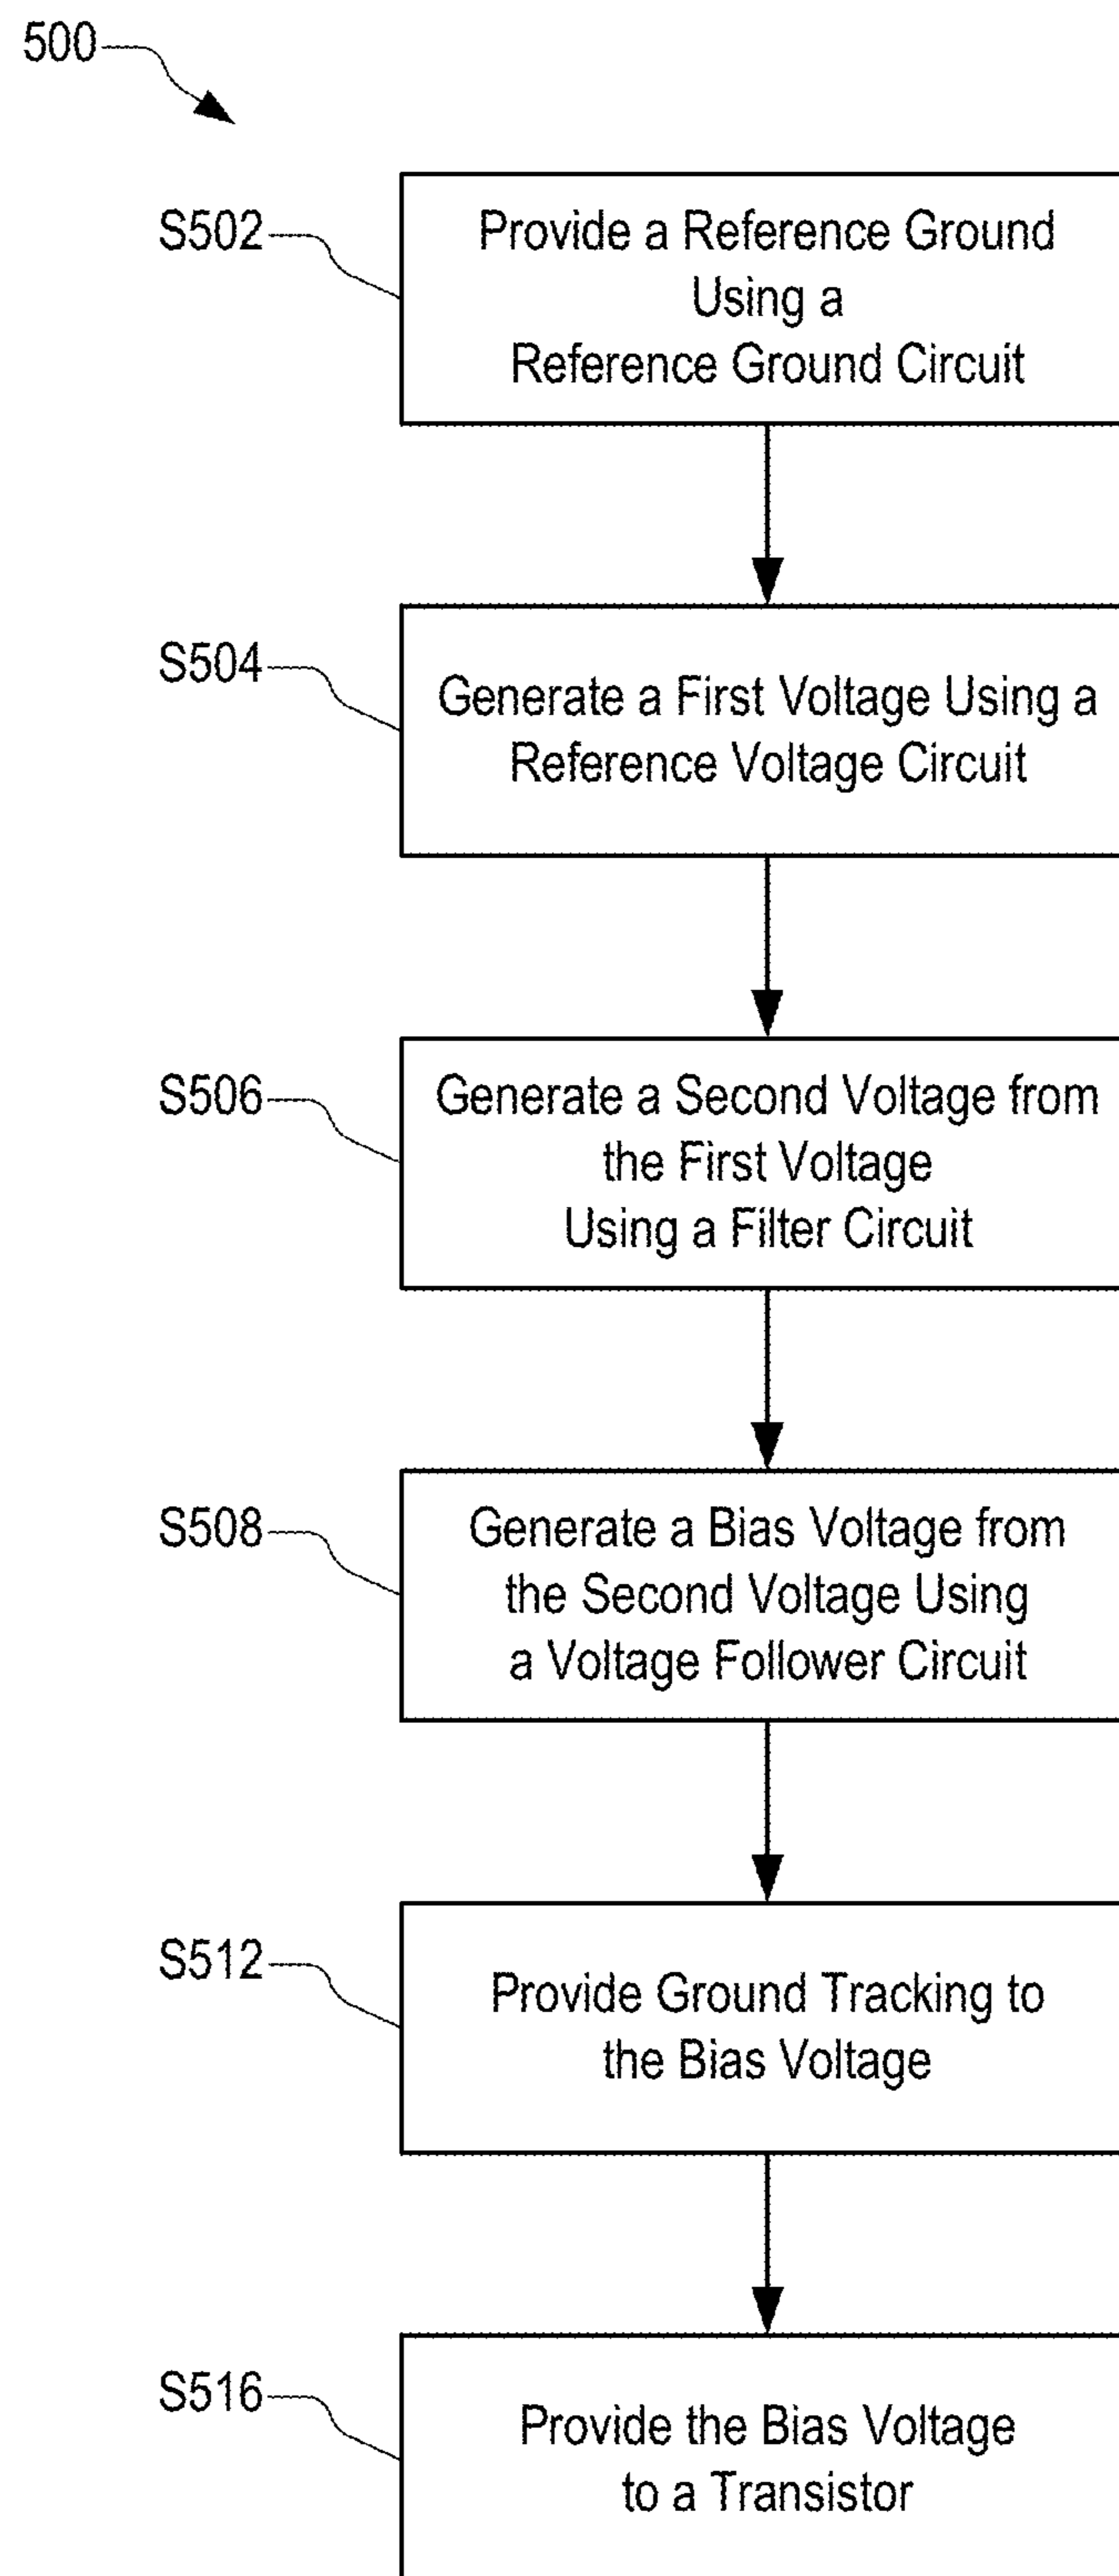 500
S502
Provide a Reference Ground
Using a
Reference Ground Circuit
S504
Generate a First Voltage Using a
Reference Voltage Circuit
S506
Generate a Second Voltage from
the First Voltage
Using a Filter Circuit
S508
Generate a Bias Voltage from
the Second Voltage Using
a Voltage Follower Circuit
S512
Provide Ground Tracking to
the Bias Voltage
S516
Provide the Bias Voltage
to a Transistor